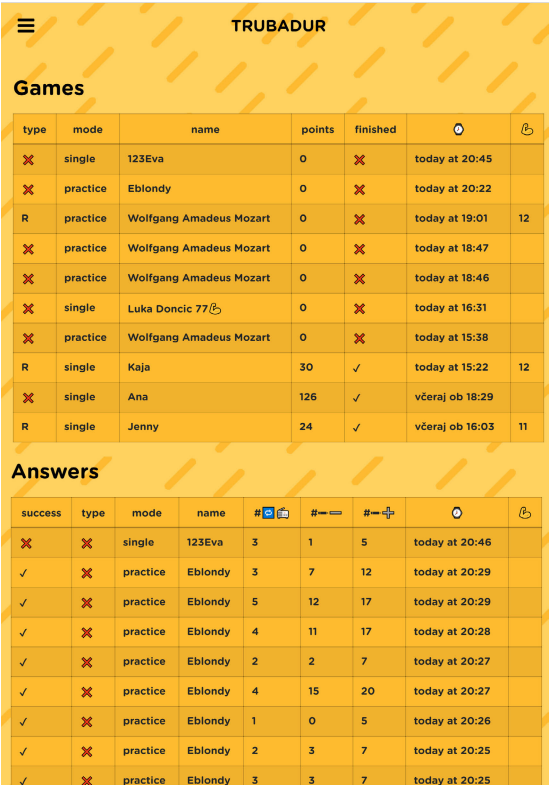 TRUBADUR
Games
type mode name points finished
single 123Eva 0 today at 20:45
practice Eblondy 0 today at 20:22
R practice Wolfgang Amadeus Mozart 0 today at 19:01 12
practice Wolfgang Amadeus Mozart 0 today at 18:47
practice Wolfgang Amadeus Mozart 0 today at 18:46
single Luka Doncic 77 0 today at 16:31
practice Wolfgang Amadeus Mozart 0 today at 15:38
R single Kaja 30 ✓ today at 15:22 12
single Ana 126 ✓ včeraj ob 18:29
R single Jenny 24 ✓ včeraj ob 16:03 11
Answers
success type mode name # # #
single 123Eva 3 1 5 today at 20:46
✓ practice Eblondy 3 7 12 today at 20:29
✓ practice Eblondy 5 12 17 today at 20:29
✓ practice Eblondy 4 11 17 today at 20:28
✓ practice Eblondy 2 2 7 today at 20:27
✓ practice Eblondy 4 15 20 today at 20:27
✓ practice Eblondy 1 0 5 today at 20:26
✓ practice Eblondy 2 3 7 today at 20:25
✓ practice Eblondy 3 3 7 today at 20:25